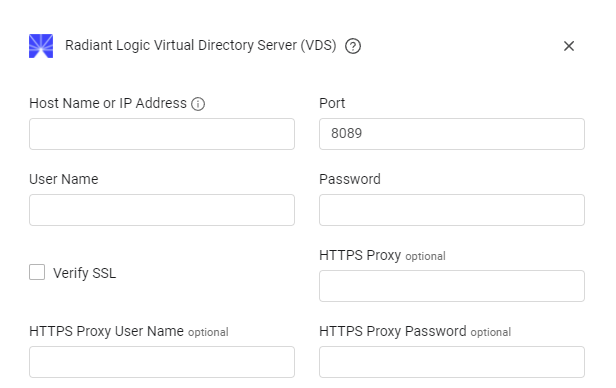 Radiant Logic Virtual Directory Server (VDS)
Host Name or IP Address
Port
8089
User Name
Password
Verify SSL
HTTPS Proxy optional
HTTPS Proxy User Name optional
HTTPS Proxy Password optional